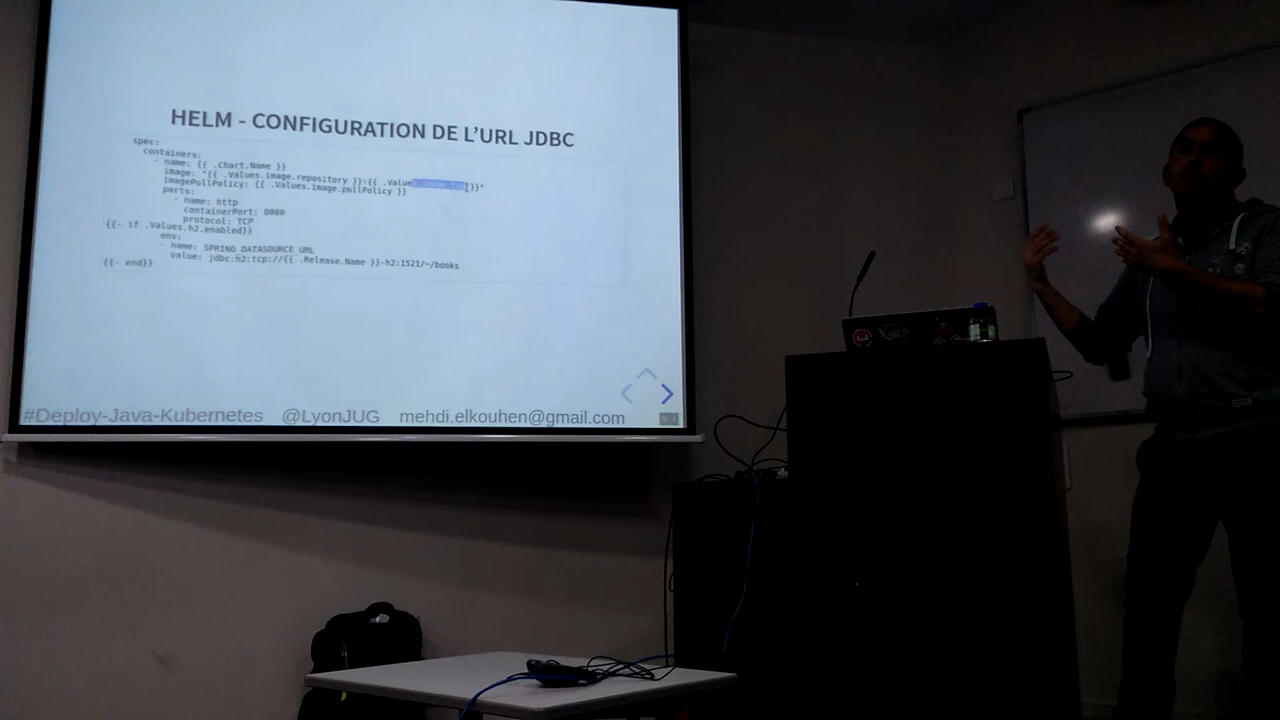 HELM - CONFIGURATION DE L'URL JDBC
spec:
containers:
- name: {{ .Chart.Name }}
image: "{{ .Values.image.repository }}:{{ .Values.image.tag}}"
imagePullPolicy: {{ .Values.image.pullPolicy }}
ports:
- name: http
containerPort: 8080
protocol: TCP
{{- if .Values.h2.enabled}}
env:
- name: SPRING_DATASOURCE_URL
value: jdbc:h2:tcp://{{ .Release.Name }}-h2:1521/~/books
{{- end}}
#Deploy-Java-Kubernetes @LyonJUG mehdi.elkouhen@gmail.com